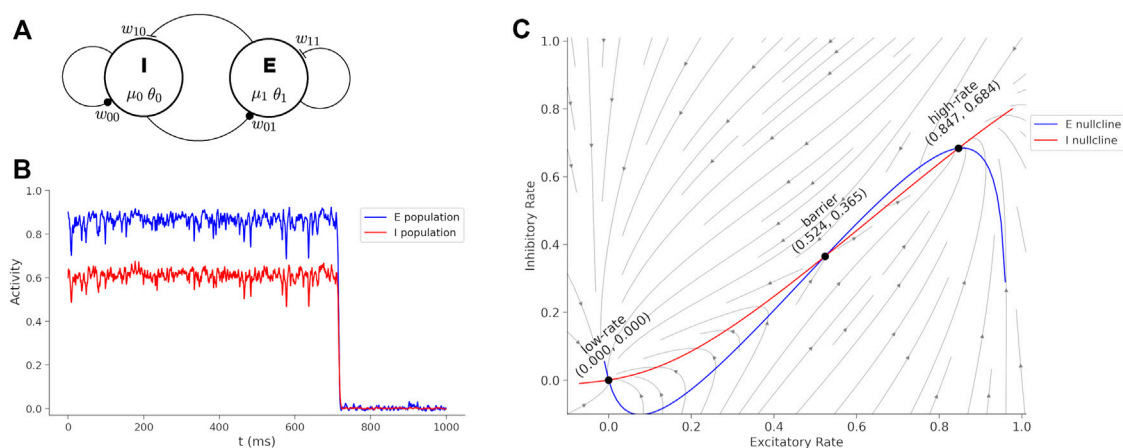 A
w₁₀
w₁₁
I
E
μ₀ θ₀
μ₁ θ₁
w₀₀
w₀₁
B
1.0
0.8
0.6
0.4
0.2
0.0
Activity
0
200
400
600
800
1000
t (ms)
E population
I population
C
1.0
0.8
0.6
0.4
0.2
0.0
Inhibitory Rate
0.0
0.2
0.4
0.6
0.8
1.0
Excitatory Rate
high-rate
(0.847, 0.684)
barrier
(0.524, 0.365)
low-rate
(0.000, 0.000)
E nullcline
I nullcline